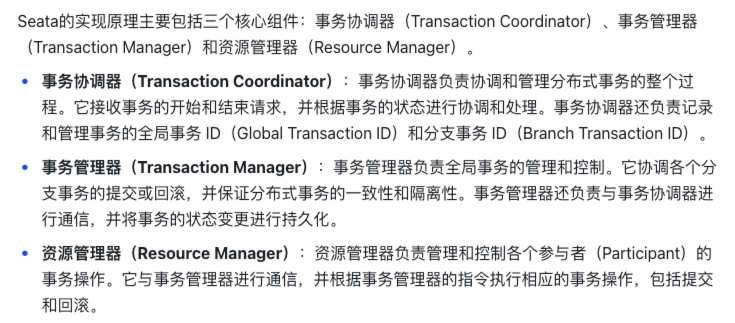 Seata的实现原理主要包括三个核心组件：事务协调器（Transaction Coordinator）、事务管理器
（Transaction Manager）和资源管理器（Resource Manager）。
• 事务协调器（Transaction Coordinator）：事务协调器负责协调和管理分布式事务的整个过
程。它接收事务的开始和结束请求，并根据事务的状态进行协调和处理。事务协调器还负责记录
和管理事务的全局事务 ID（Global Transaction ID）和分支事务 ID（Branch Transaction ID）。
• 事务管理器（Transaction Manager）：事务管理器负责全局事务的管理和控制。它协调各个分
支事务的提交或回滚，并保证分布式事务的一致性和隔离性。事务管理器还负责与事务协调器进
行通信，并将事务的状态变更进行持久化。
• 资源管理器（Resource Manager）：资源管理器负责管理和控制各个参与者（Participant）的
事务操作。它与事务管理器进行通信，并根据事务管理器的指令执行相应的事务操作，包括提交
和回滚。